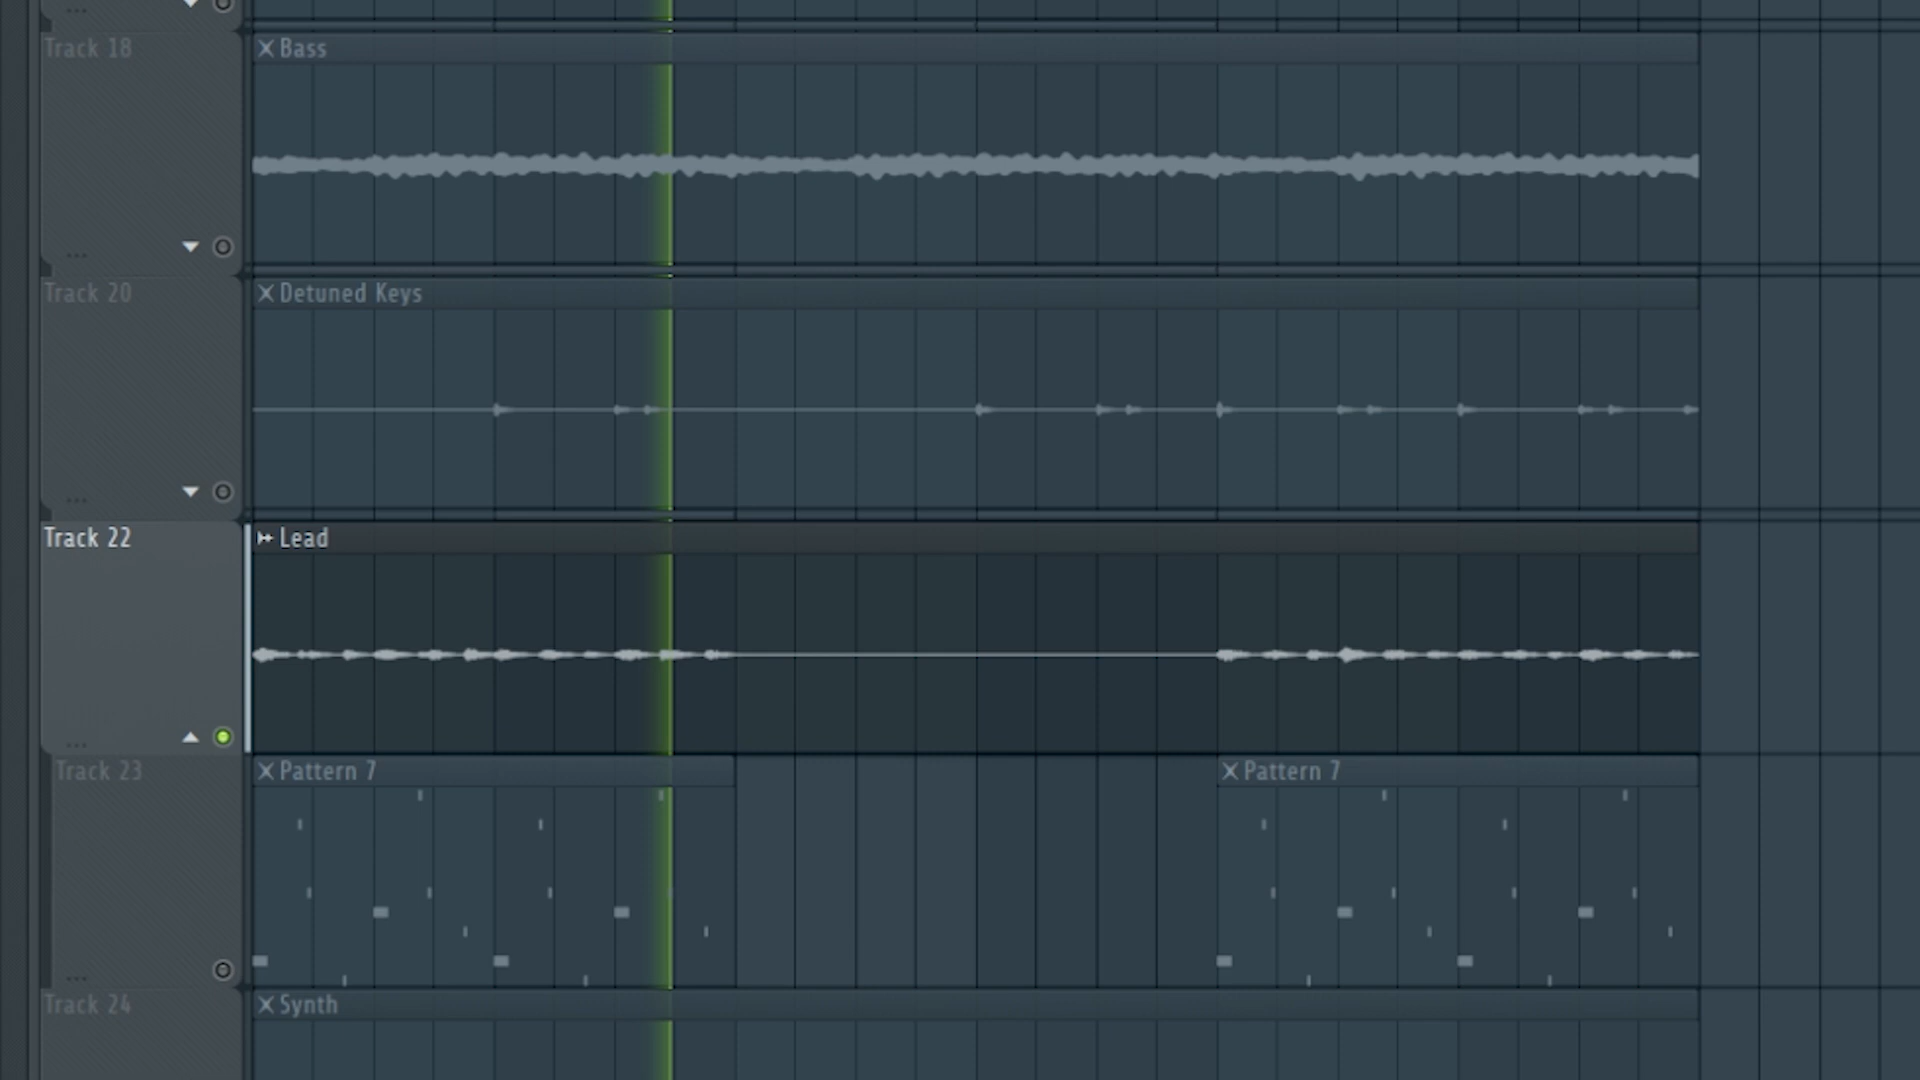 Track 18
Bass
Track 20
Detuned Keys
Track 22
Lead
Track 23
Pattern 7
Pattern 7
Track 24
Synth